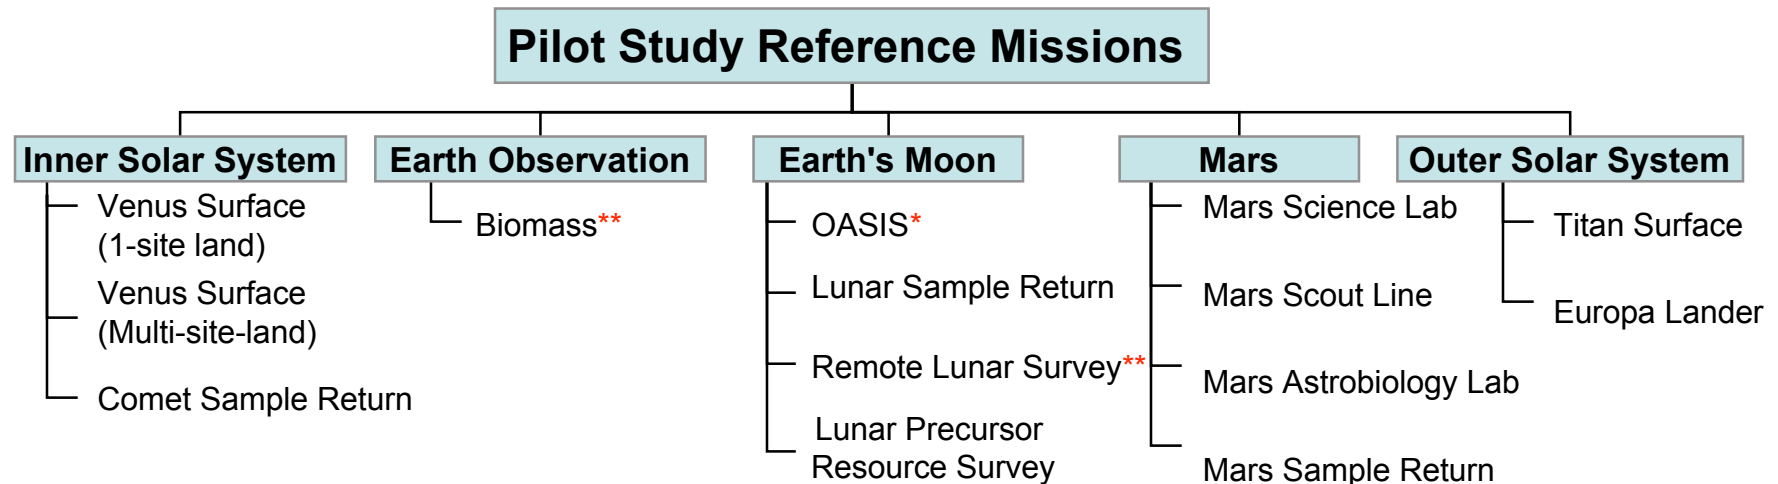 Pilot Study Reference Missions
Inner Solar System
Venus Surface
(1-site land)
Venus Surface
(Multi-site-land)
Comet Sample Return
Earth Observation
Biomass**
Earth's Moon
OASIS*
Lunar Sample Return
Remote Lunar Survey**
Lunar Precursor
Resource Survey
Mars
Mars Science Lab
Mars Scout Line
Mars Astrobiology Lab
Mars Sample Return
Outer Solar System
Titan Surface
Europa Lander